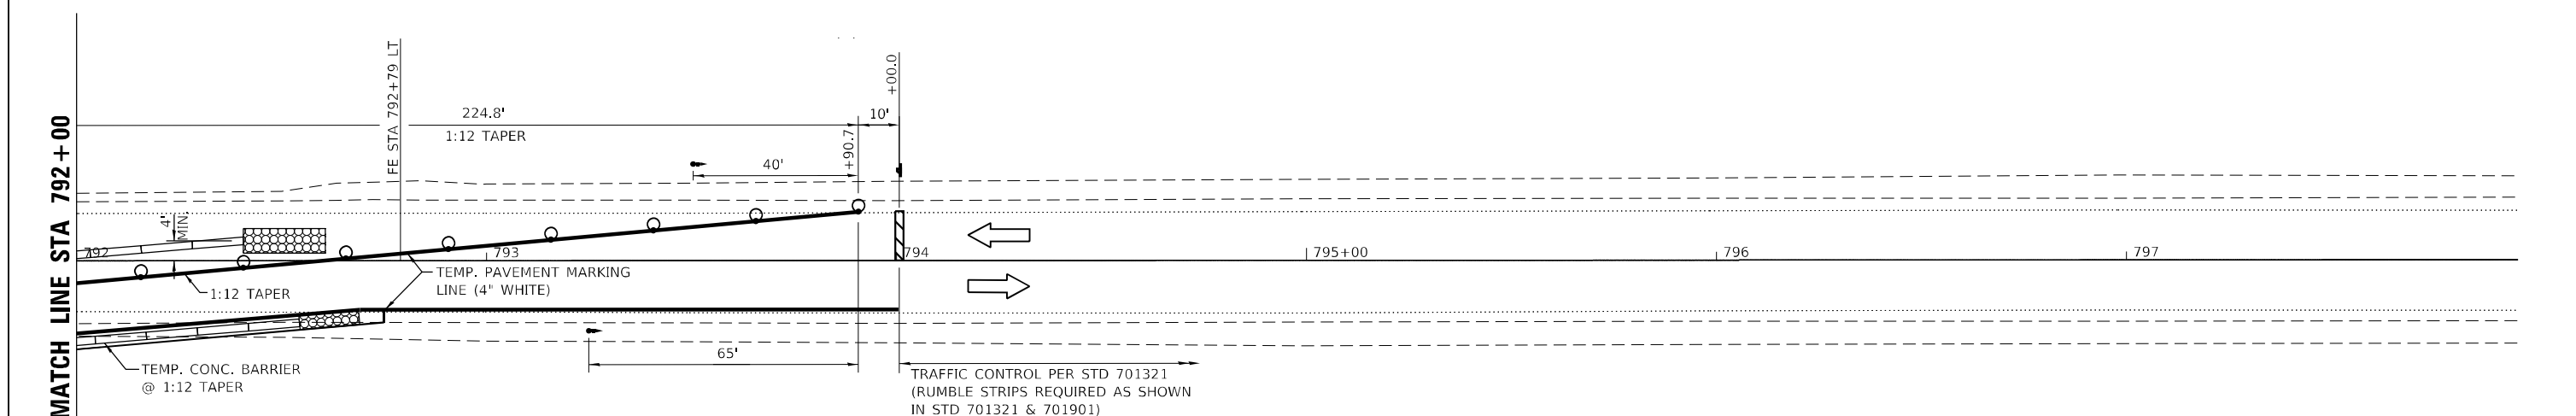 MATCH LINE STA 792+00
FE STA 792+79 LT
+00.0
224.8'
10'
1:12 TAPER
+90.7
40'
4'
MIN.
792
793
794
795+00
796
797
TEMP. PAVEMENT MARKING
LINE (4" WHITE)
1:12 TAPER
65'
TEMP. CONC. BARRIER
@ 1:12 TAPER
TRAFFIC CONTROL PER STD 701321
(RUMBLE STRIPS REQUIRED AS SHOWN
IN STD 701321 & 701901)